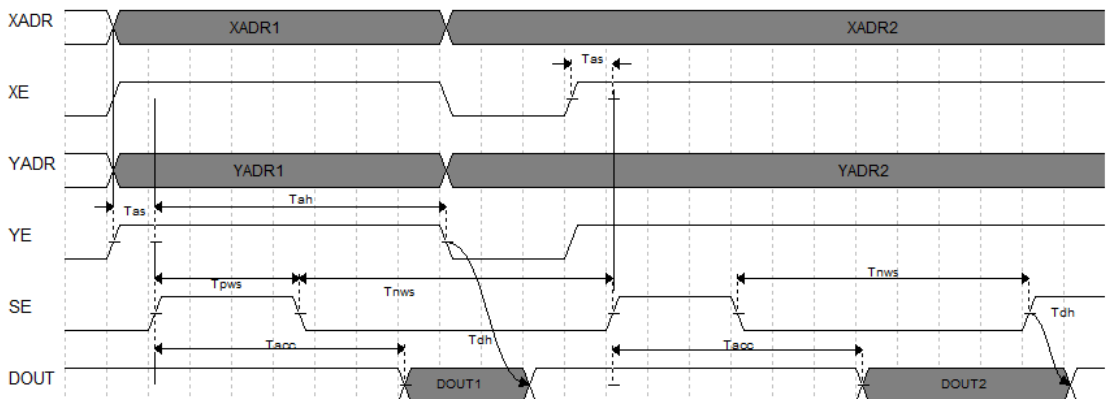 XADR XADR1 XADR2
Tas
XE
YADR YADR1 YADR2
Tas Tah
YE
Tpws Tnws Tnws
SE
Tacc Tdh Tacc Tdh
DOUT DOUT1 DOUT2